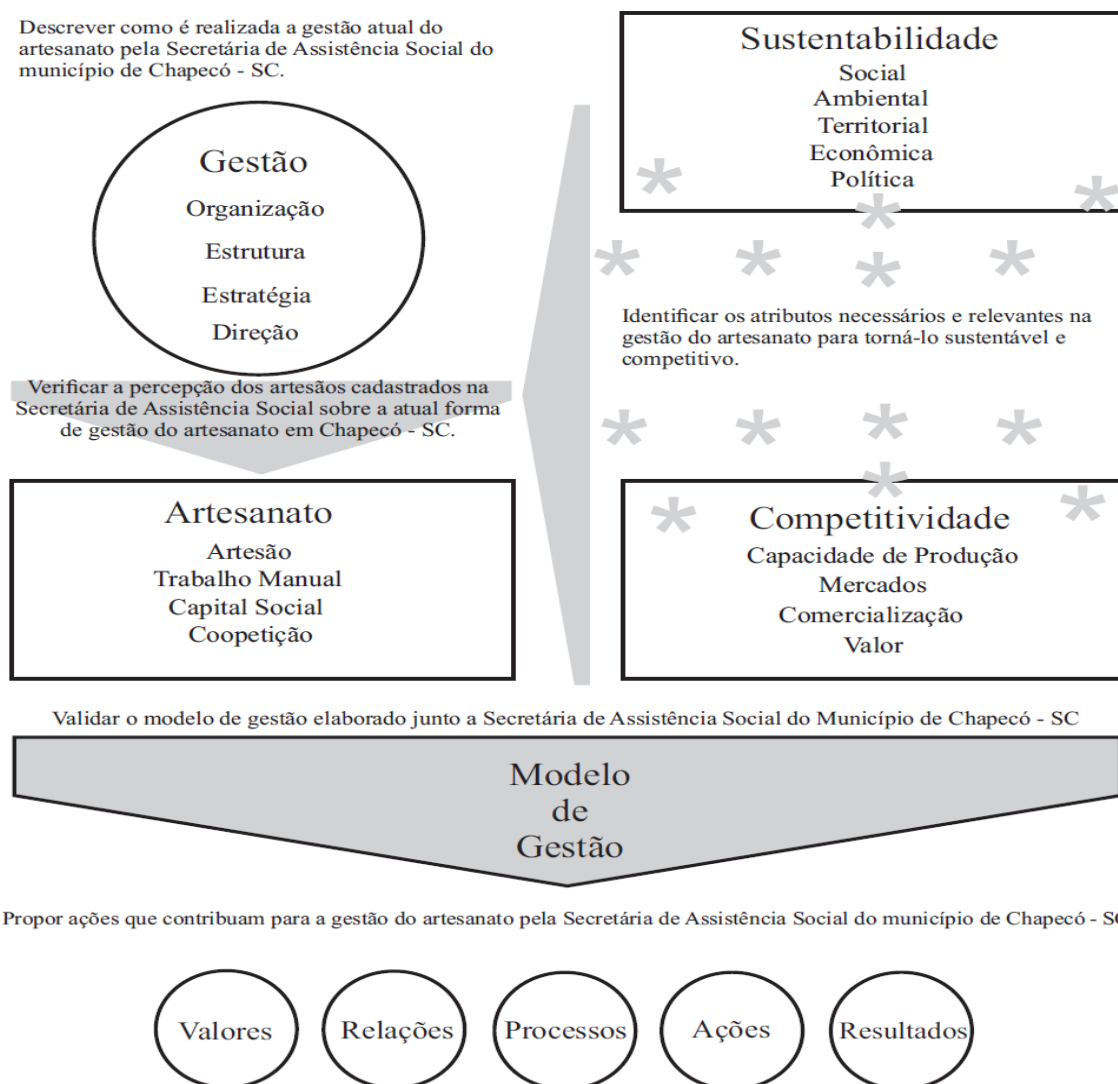 Descrever como é realizada a gestão atual do
artesanato pela Secretária de Assistência Social do
município de Chapecó - SC.
Gestão
Organização
Estrutura
Estratégia
Direção
Verificar a percepção dos artesãos cadastrados na
Secretária de Assistência Social sobre a atual forma
de gestão do artesanato em Chapecó - SC.
Artesanato
Artesão
Trabalho Manual
Capital Social
Coopetição
Sustentabilidade
Social
Ambiental
Territorial
Econômica
Política
Identificar os atributos necessários e relevantes na
gestão do artesanato para torná-lo sustentável e
competitivo.
Competitividade
Capacidade de Produção
Mercados
Comercialização
Valor
Validar o modelo de gestão elaborado junto a Secretária de Assistência Social do Município de Chapecó - SC
Modelo
de
Gestão
Propor ações que contribuam para a gestão do artesanato pela Secretária de Assistência Social do município de Chapecó - SC
Valores
Relações
Processos
Ações
Resultados